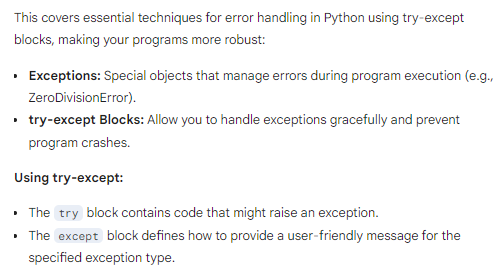 This covers essential techniques for error handling in Python using try-except
blocks, making your programs more robust:
• Exceptions: Special objects that manage errors during program execution (e.g.,
ZeroDivisionError).
• try-except Blocks: Allow you to handle exceptions gracefully and prevent
program crashes.
Using try-except:
• The try block contains code that might raise an exception.
• The except block defines how to provide a user-friendly message for the
specified exception type.